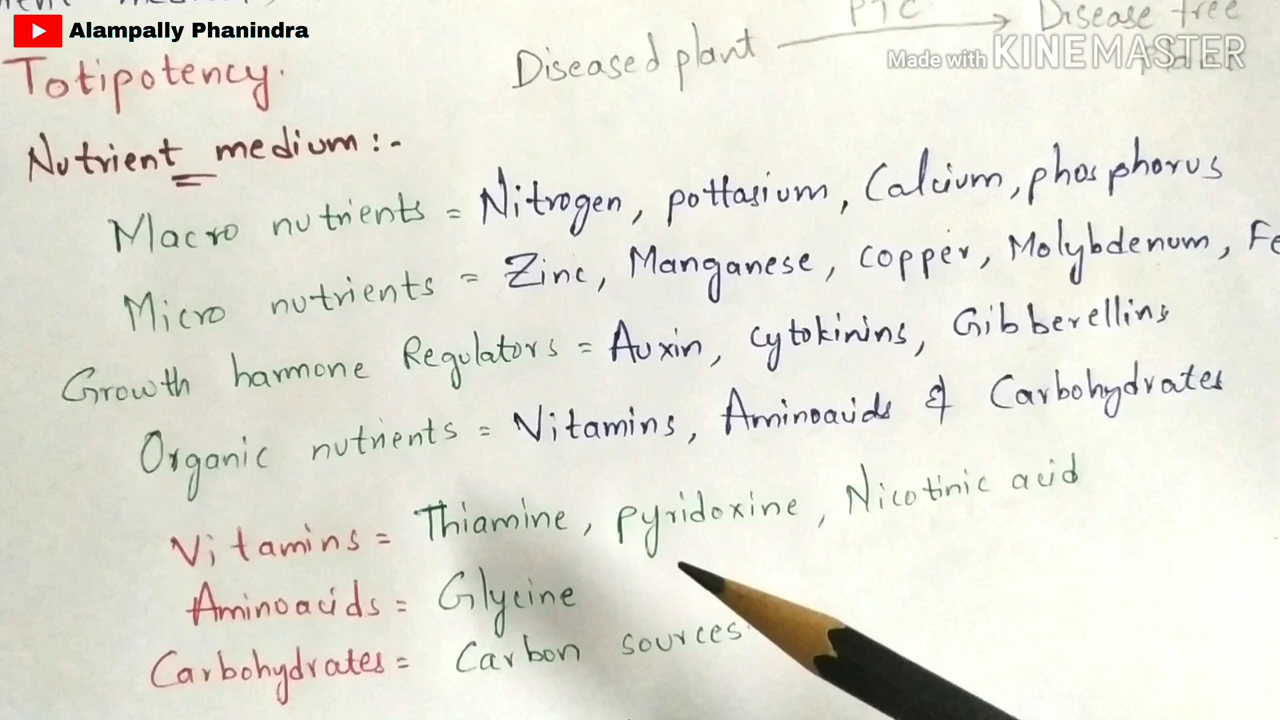 Alampally Phanindra
PTC
Disease free
Diseased plant
Made with KINEMASTER
Totipotency.
Nutrient medium :-
Macro nutrients = Nitrogen, pottasium, Calcium, phosphorus
Micro nutrients = Zinc, Manganese, copper, Molybdenum, Fe
Growth harmone Regulators = Auxin, cytokinins, Gibberellins
Organic nutrients = Vitamins, Aminoacids & Carbohydrates
Vitamins = Thiamine, pyridoxine, Nicotinic acid
Aminoacids = Glycine
Carbohydrates = Carbon sources